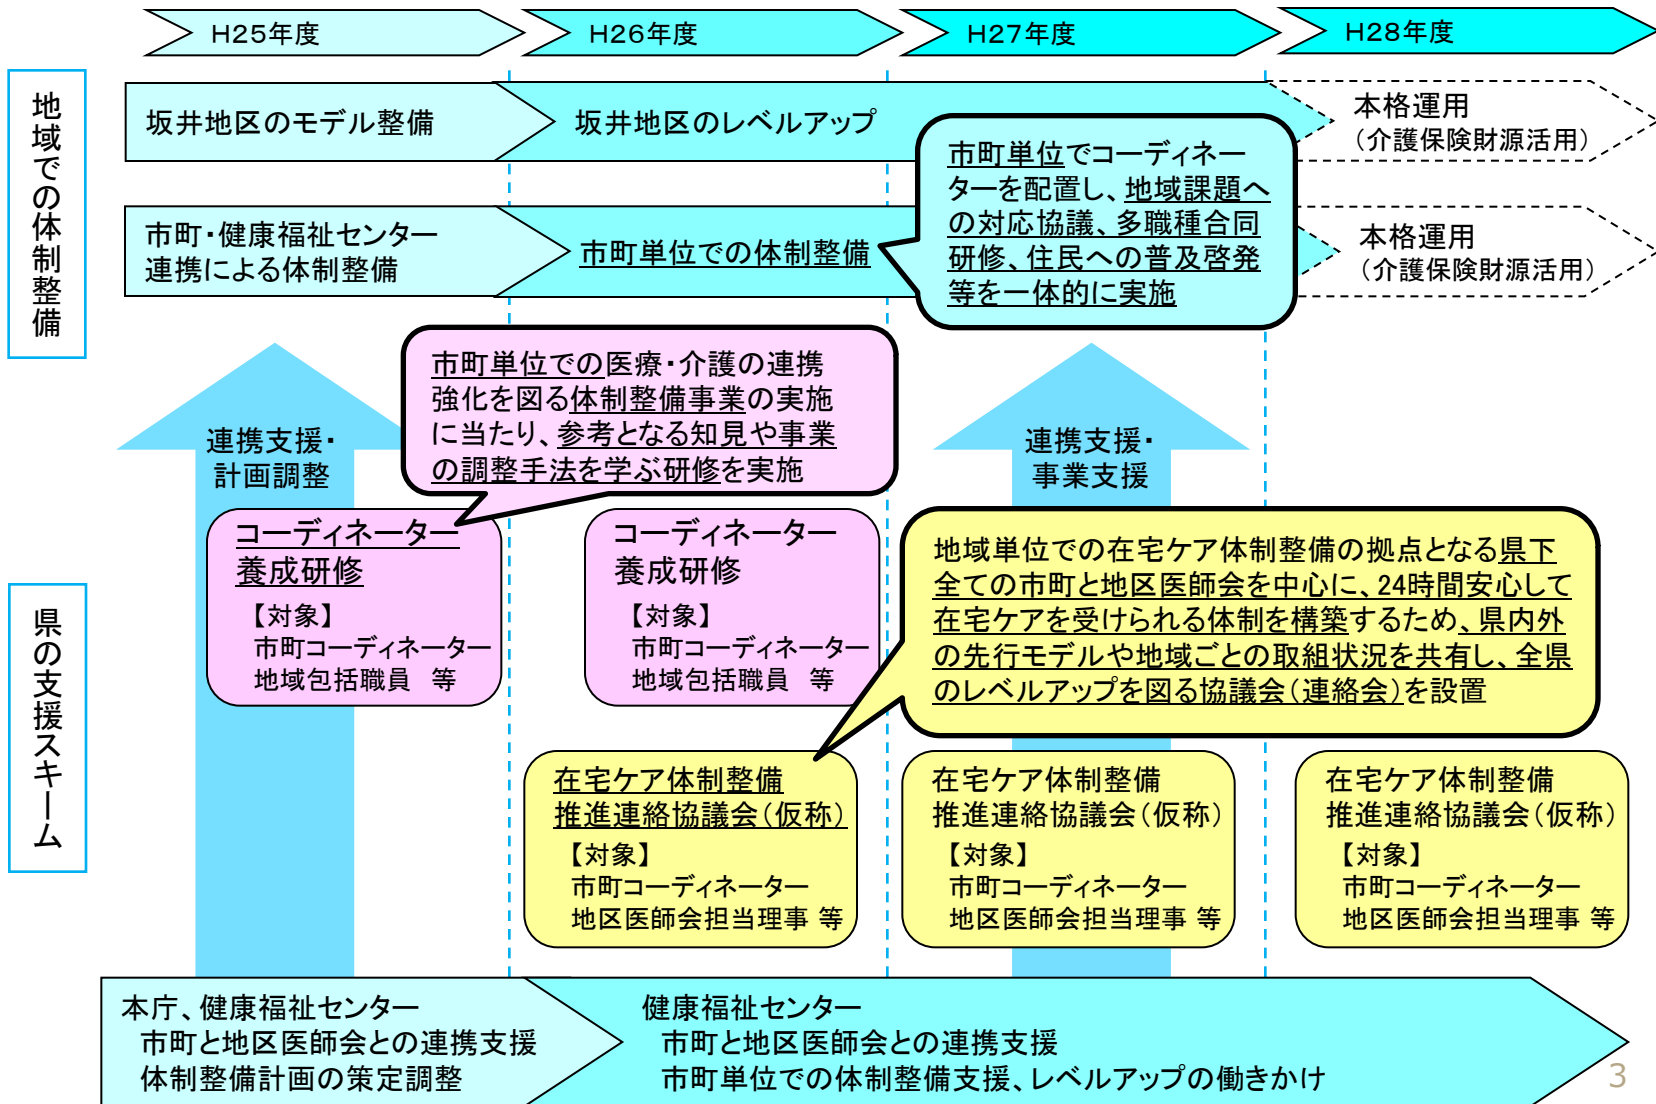 H25年度
H26年度
H27年度
H28年度
地域での体制整備
坂井地区のモデル整備
坂井地区のレベルアップ
本格運用
（介護保険財源活用）
市町・健康福祉センター
連携による体制整備
市町単位での体制整備
市町単位でコーディネー
ターを配置し、地域課題へ
の対応協議、多職種合同
研修、住民への普及啓発
等を一体的に実施
本格運用
（介護保険財源活用）
連携支援・
計画調整
市町単位での医療・介護の連携
強化を図る体制整備事業の実施
に当たり、参考となる知見や事業
の調整手法を学ぶ研修を実施
連携支援・
事業支援
県の支援スキーム
コーディネーター
養成研修
【対象】
市町コーディネーター
地域包括職員　等
コーディネーター
養成研修
【対象】
市町コーディネーター
地域包括職員　等
地域単位での在宅ケア体制整備の拠点となる県下
全ての市町と地区医師会を中心に、24時間安心して
在宅ケアを受けられる体制を構築するため、県内外
の先行モデルや地域ごとの取組状況を共有し、全県
のレベルアップを図る協議会（連絡会）を設置
在宅ケア体制整備
推進連絡協議会（仮称）
【対象】
市町コーディネーター
地区医師会担当理事 等
在宅ケア体制整備
推進連絡協議会（仮称）
【対象】
市町コーディネーター
地区医師会担当理事 等
在宅ケア体制整備
推進連絡協議会（仮称）
【対象】
市町コーディネーター
地区医師会担当理事 等
本庁、健康福祉センター
市町と地区医師会との連携支援
体制整備計画の策定調整
健康福祉センター
市町と地区医師会との連携支援
市町単位での体制整備支援、レベルアップの働きかけ
3